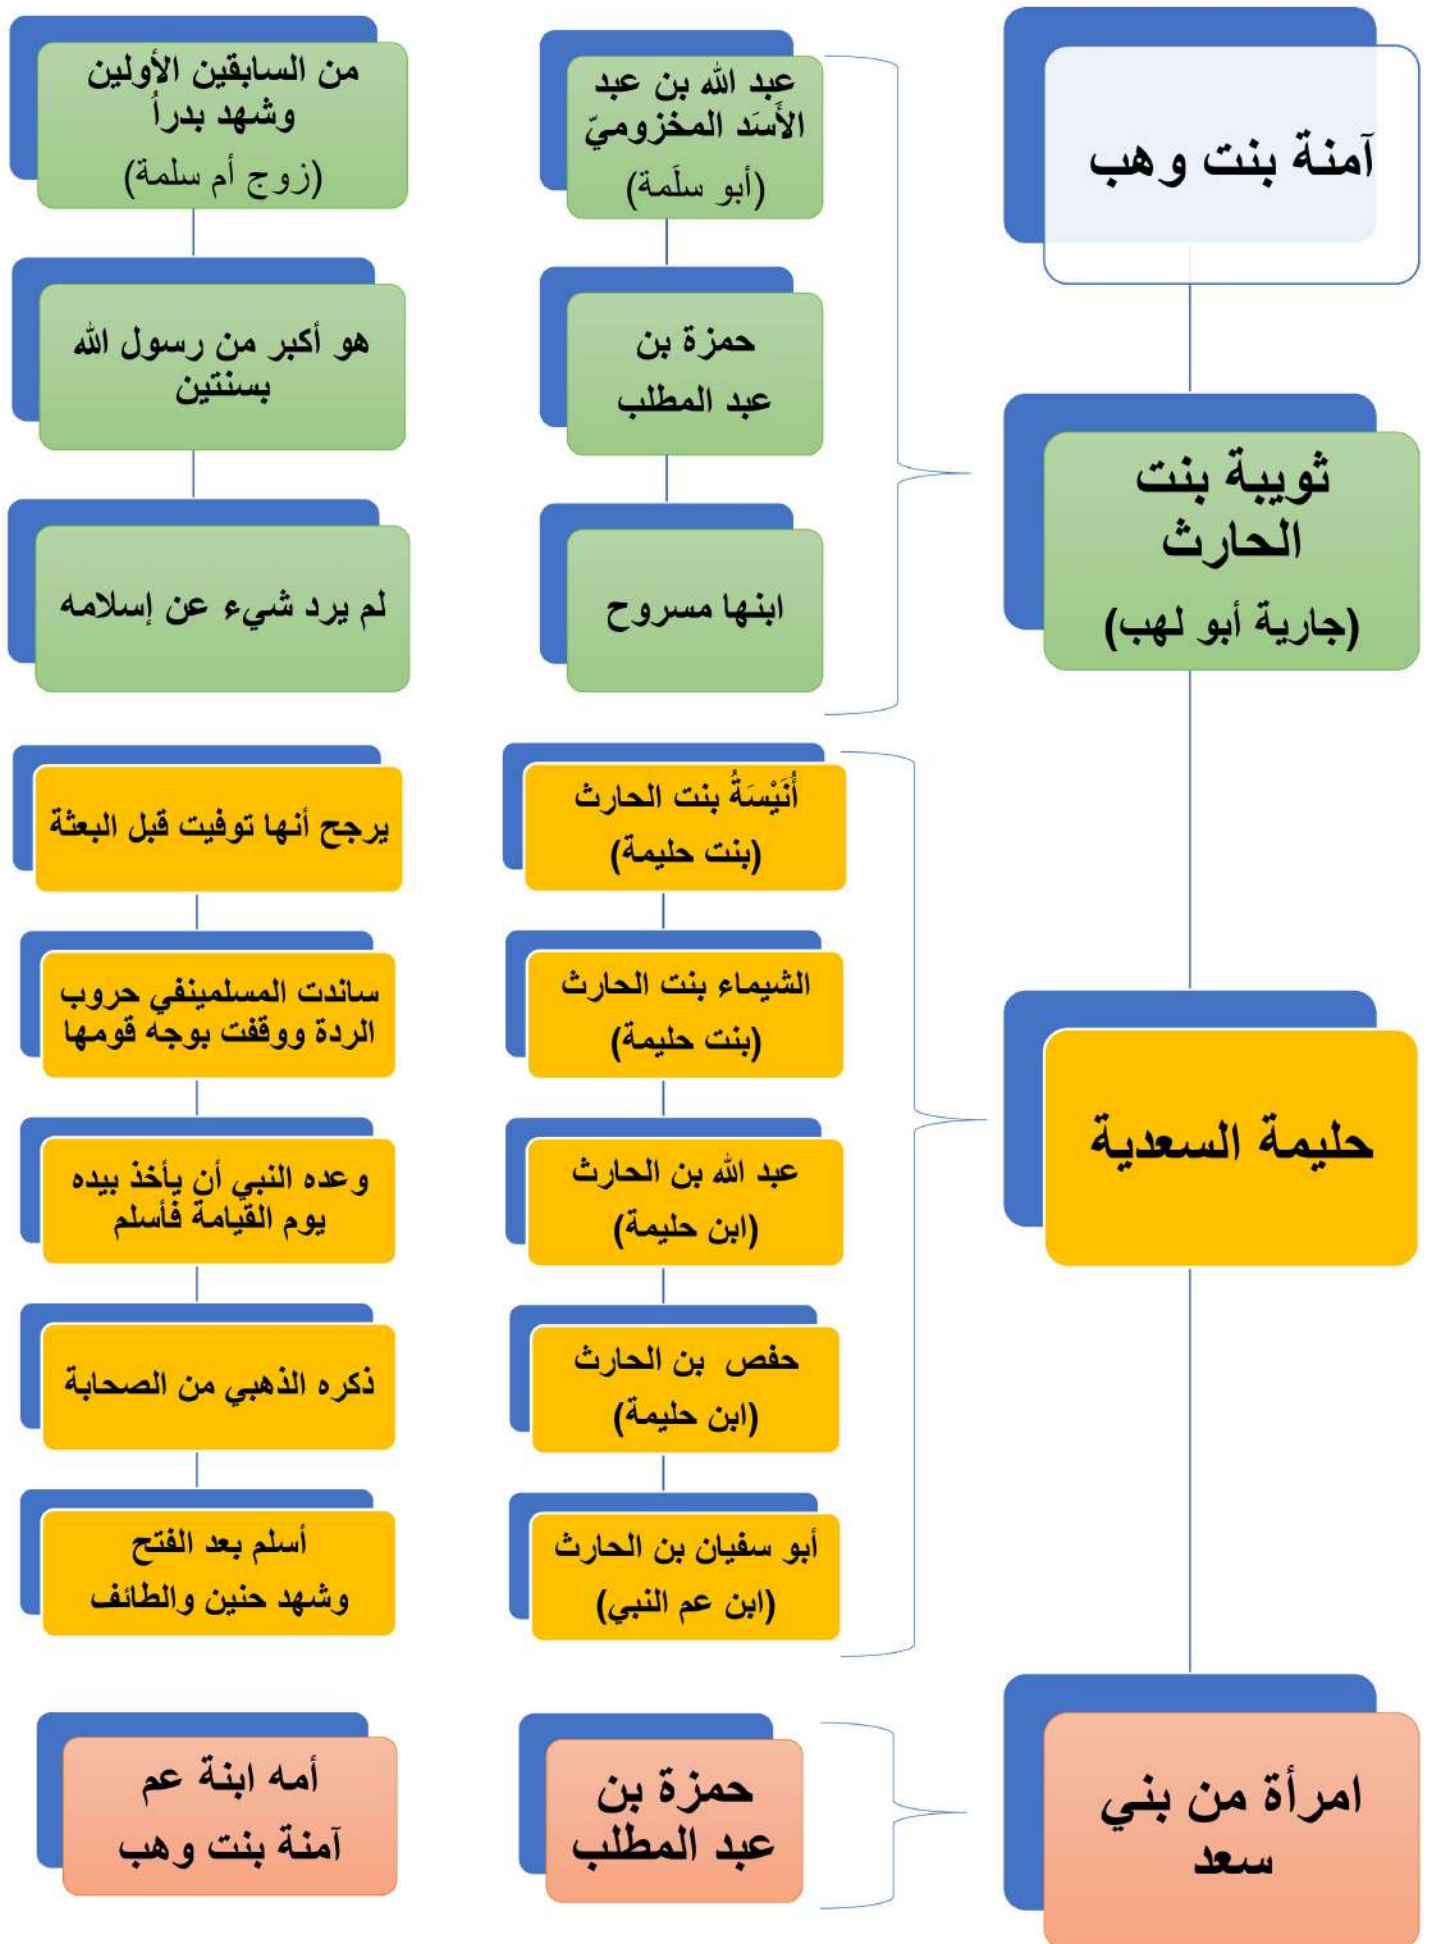 آمنة بنت وهب
ثويبة بنت
الحارث
(جارية أبو لهب)
عبد الله بن عبد
الأَسَد المخزوميّ
(أبو سلَمة)
من السابقين الأولين
وشهد بدراُ
(زوج أم سلمة)
حمزة بن
عبد المطلب
هو أكبر من رسول الله
بسنتين
ابنها مسروح
لم يرد شيء عن إسلامه
حليمة السعدية
أُنَيْسَةُ بنت الحارث
(بنت حليمة)
يرجح أنها توفيت قبل البعثة
الشيماء بنت الحارث
(بنت حليمة)
ساندت المسلمينفي حروب
الردة ووقفت بوجه قومها
عبد الله بن الحارث
(ابن حليمة)
وعده النبي أن يأخذ بيده
يوم القيامة فأسلم
حفص بن الحارث
(ابن حليمة)
ذكره الذهبي من الصحابة
أبو سفيان بن الحارث
(ابن عم النبي)
أسلم بعد الفتح
وشهد حنين والطائف
امرأة من بني
سعد
حمزة بن
عبد المطلب
أمه ابنة عم
آمنة بنت وهب